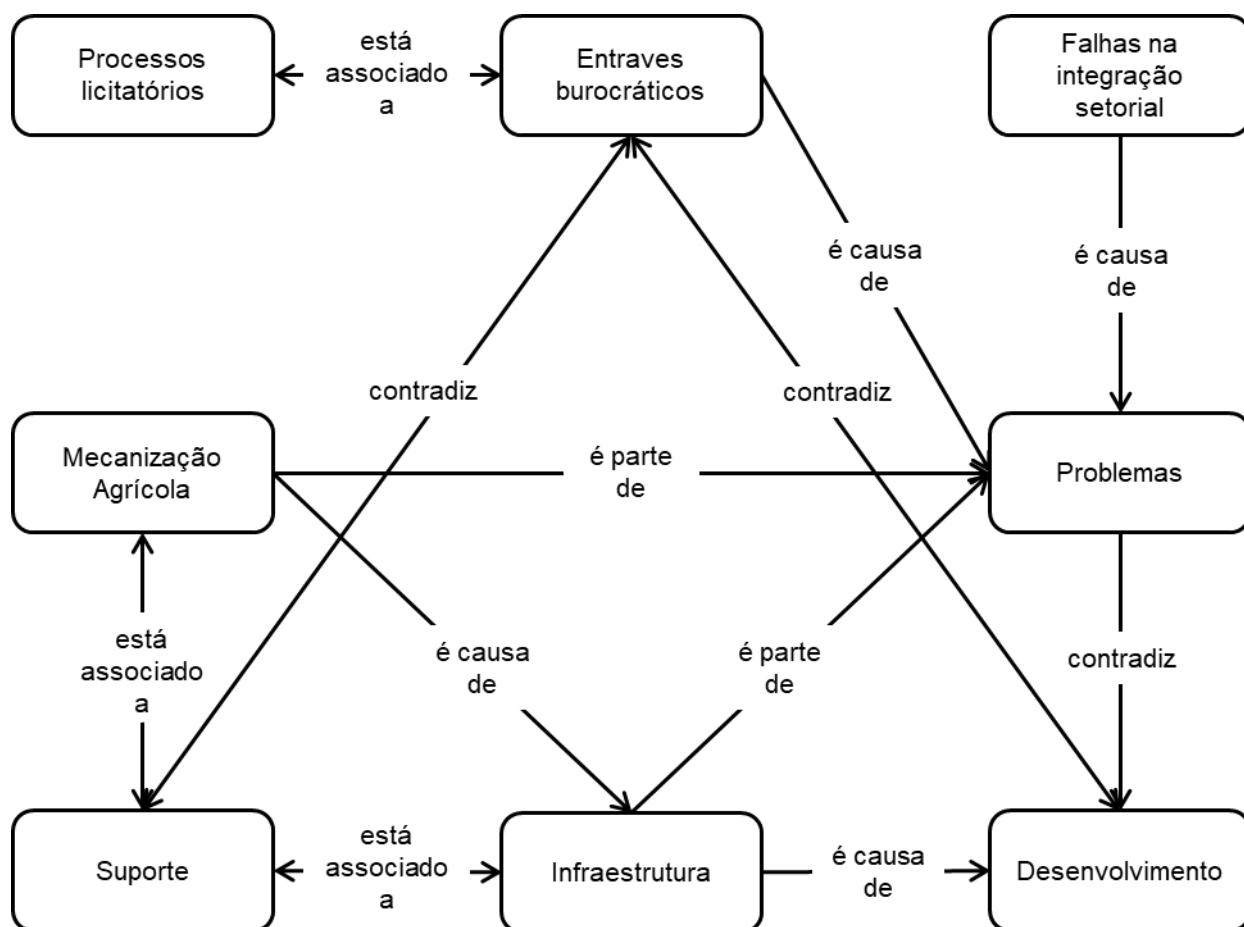 Processos
licitatórios
está
associado
a
Entraves
burocráticos
Falhas na
integração
setorial
é causa
de
é causa
de
contradiz
contradiz
Mecanização
Agrícola
é parte
de
Problemas
está
associado
a
é causa
de
é parte
de
contradiz
Suporte
está
associado
a
Infraestrutura
é causa
de
Desenvolvimento